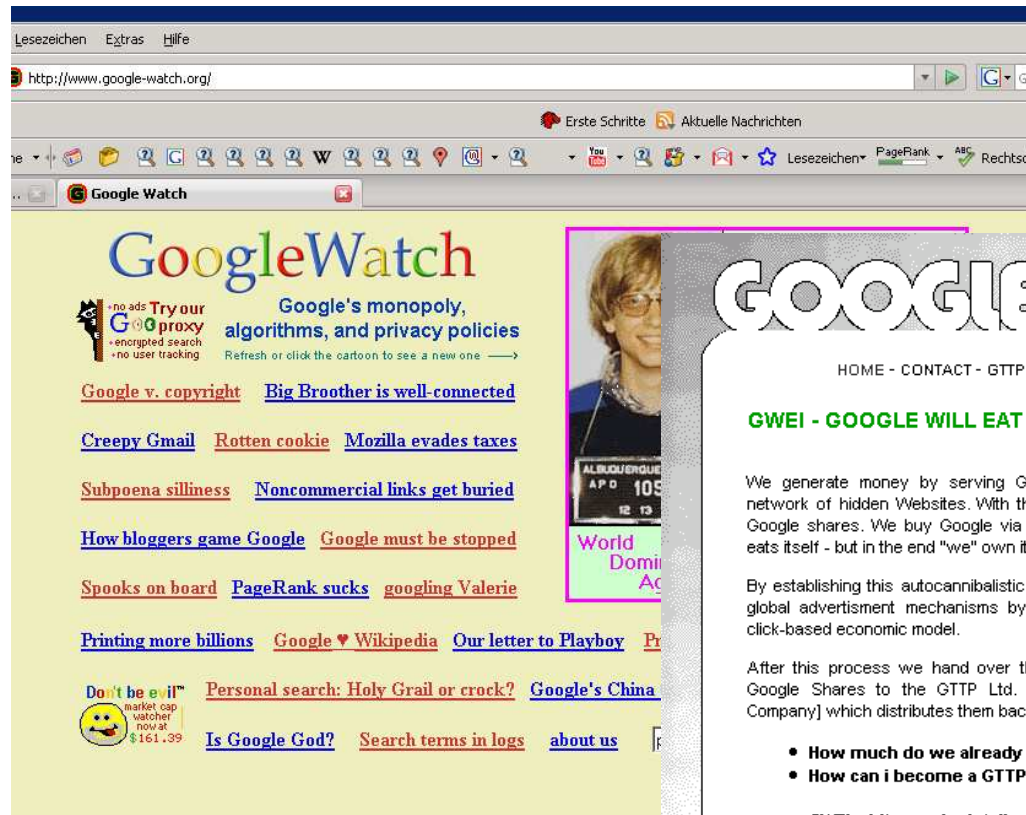 Lesezeichen Extras Hilfe
http://www.google-watch.org/
G
Erste Schritte Aktuelle Nachrichten
W You Tube Lesezeichen PageRank ABC
.. Google Watch
GoogleWatch
•no ads Try our
GOO proxy
•encrypted search
•no user tracking
Google's monopoly,
algorithms, and privacy policies
Refresh or click the cartoon to see a new one ——>
Google v. copyright Big Broother is well-connected
Creepy Gmail Rotten cookie Mozilla evades taxes
Subpoena silliness Noncommercial links get buried
How bloggers game Google Google must be stopped
Spooks on board PageRank sucks googling Valerie
Printing more billions Google ♥ Wikipedia Our letter to Playboy
Don't be evil™
market cap
watcher
now at
$161.39
Personal search: Holy Grail or crock? Google's China
Is Google God? Search terms in logs about us
ALBUQUERQUE
APD 105
12 13
World
GOOGLE
HOME - CONTACT - GTTP
GWEI - GOOGLE WILL EAT
We generate money by serving G
network of hidden Websites. With th
Google shares. We buy Google via
eats itself - but in the end "we" own it
By establishing this autocannibalistic
global advertisment mechanisms by
click-based economic model.
After this process we hand over th
Google Shares to the GTTP Ltd.
Company] which distributes them bac
• How much do we already
• How can i become a GTTP